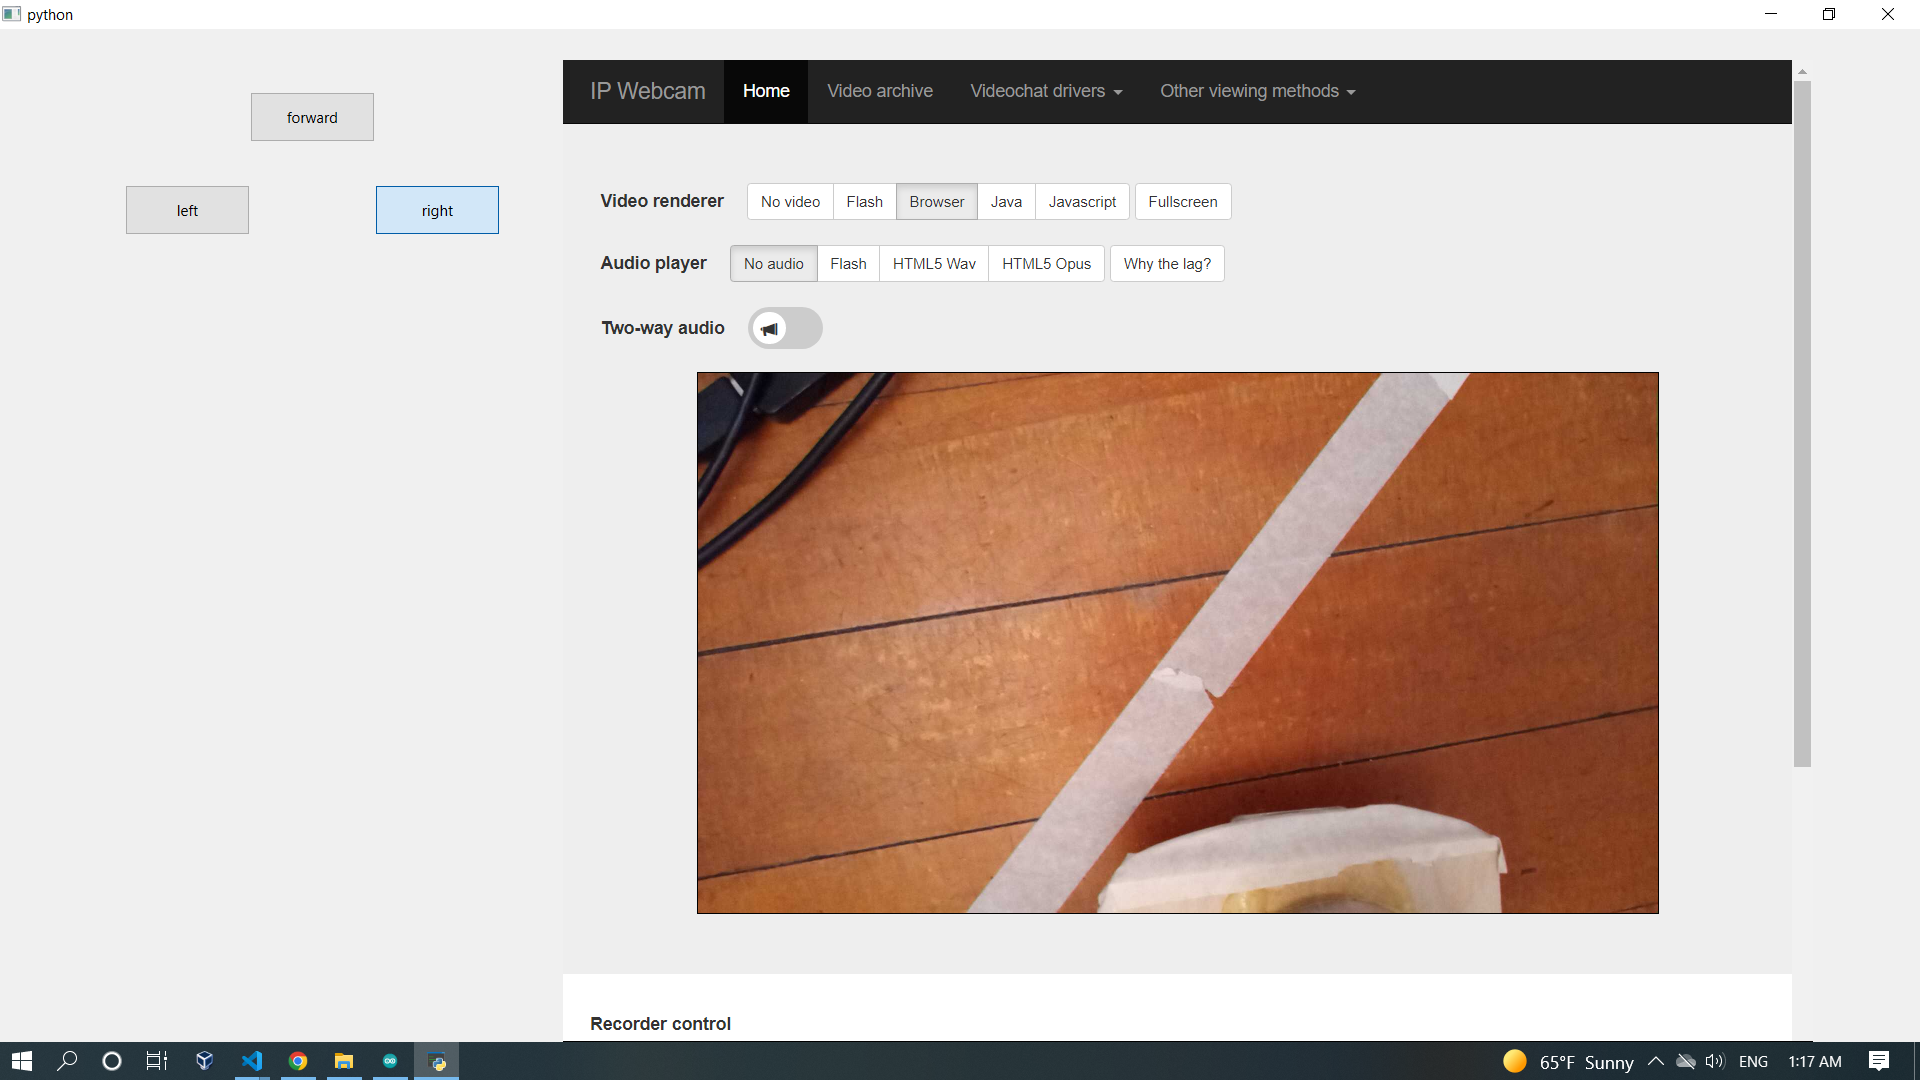 python
forward
left
right
IP Webcam Home Video archive Videochat drivers Other viewing methods
Video renderer No video Flash Browser Java Javascript Fullscreen
Audio player No audio Flash HTML5 Wav HTML5 Opus Why the lag?
Two-way audio
Recorder control
65°F Sunny ENG 1:17 AM